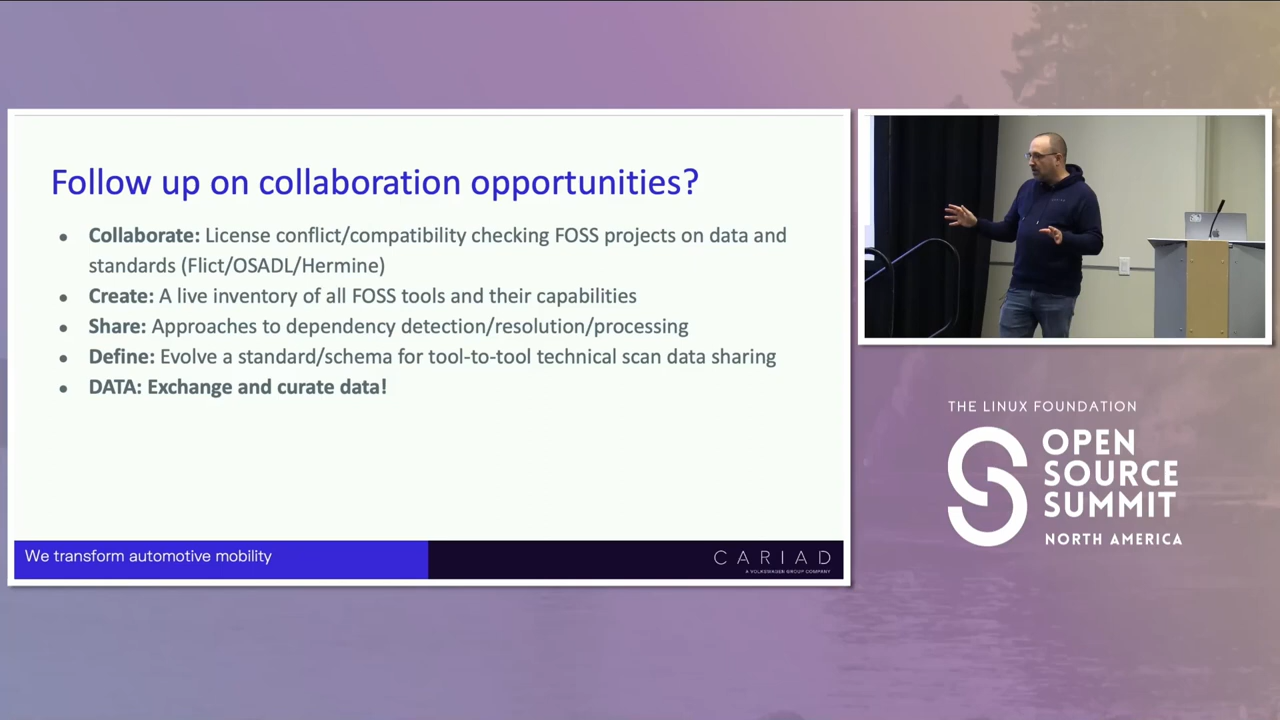 Follow up on collaboration opportunities?
• Collaborate: License conflict/compatibility checking FOSS projects on data and
standards (Flict/OSADL/Hermine)
• Create: A live inventory of all FOSS tools and their capabilities
• Share: Approaches to dependency detection/resolution/processing
• Define: Evolve a standard/schema for tool-to-tool technical scan data sharing
• DATA: Exchange and curate data!
We transform automotive mobility
CARIAD
A VOLKSWAGEN GROUP COMPANY
THE LINUX FOUNDATION
OPEN
SOURCE
SUMMIT
NORTH AMERICA